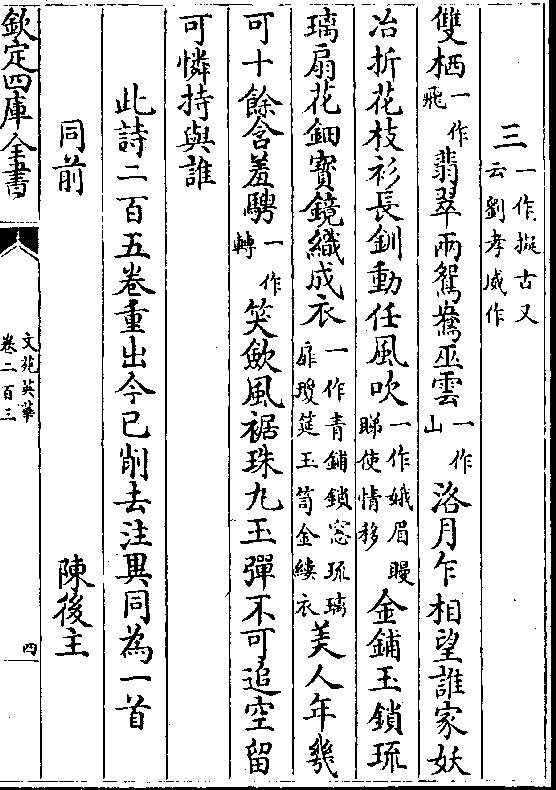 三一作擬古又云劉孝威作
雙栖一作飛翡翠兩鴛鴦巫雲一作山洛月乍相望誰家妖
冶折花枝衫長釧動任風吹一作娥眉曼睇使情移金鋪玉鎖琉
璃扇花鈿寶鏡織成衣一作青鋪鎖窓琉璃扉瓊筵玉笥金縷衣美人年幾
可十餘含羞騁一作轉笑歛風裾珠九玉彈不可追空留
可憐持與誰
此詩二百五卷重出今已削去注異同為一首
同前 陳後主
欽定四庫全書 文苑英華卷二百三 四